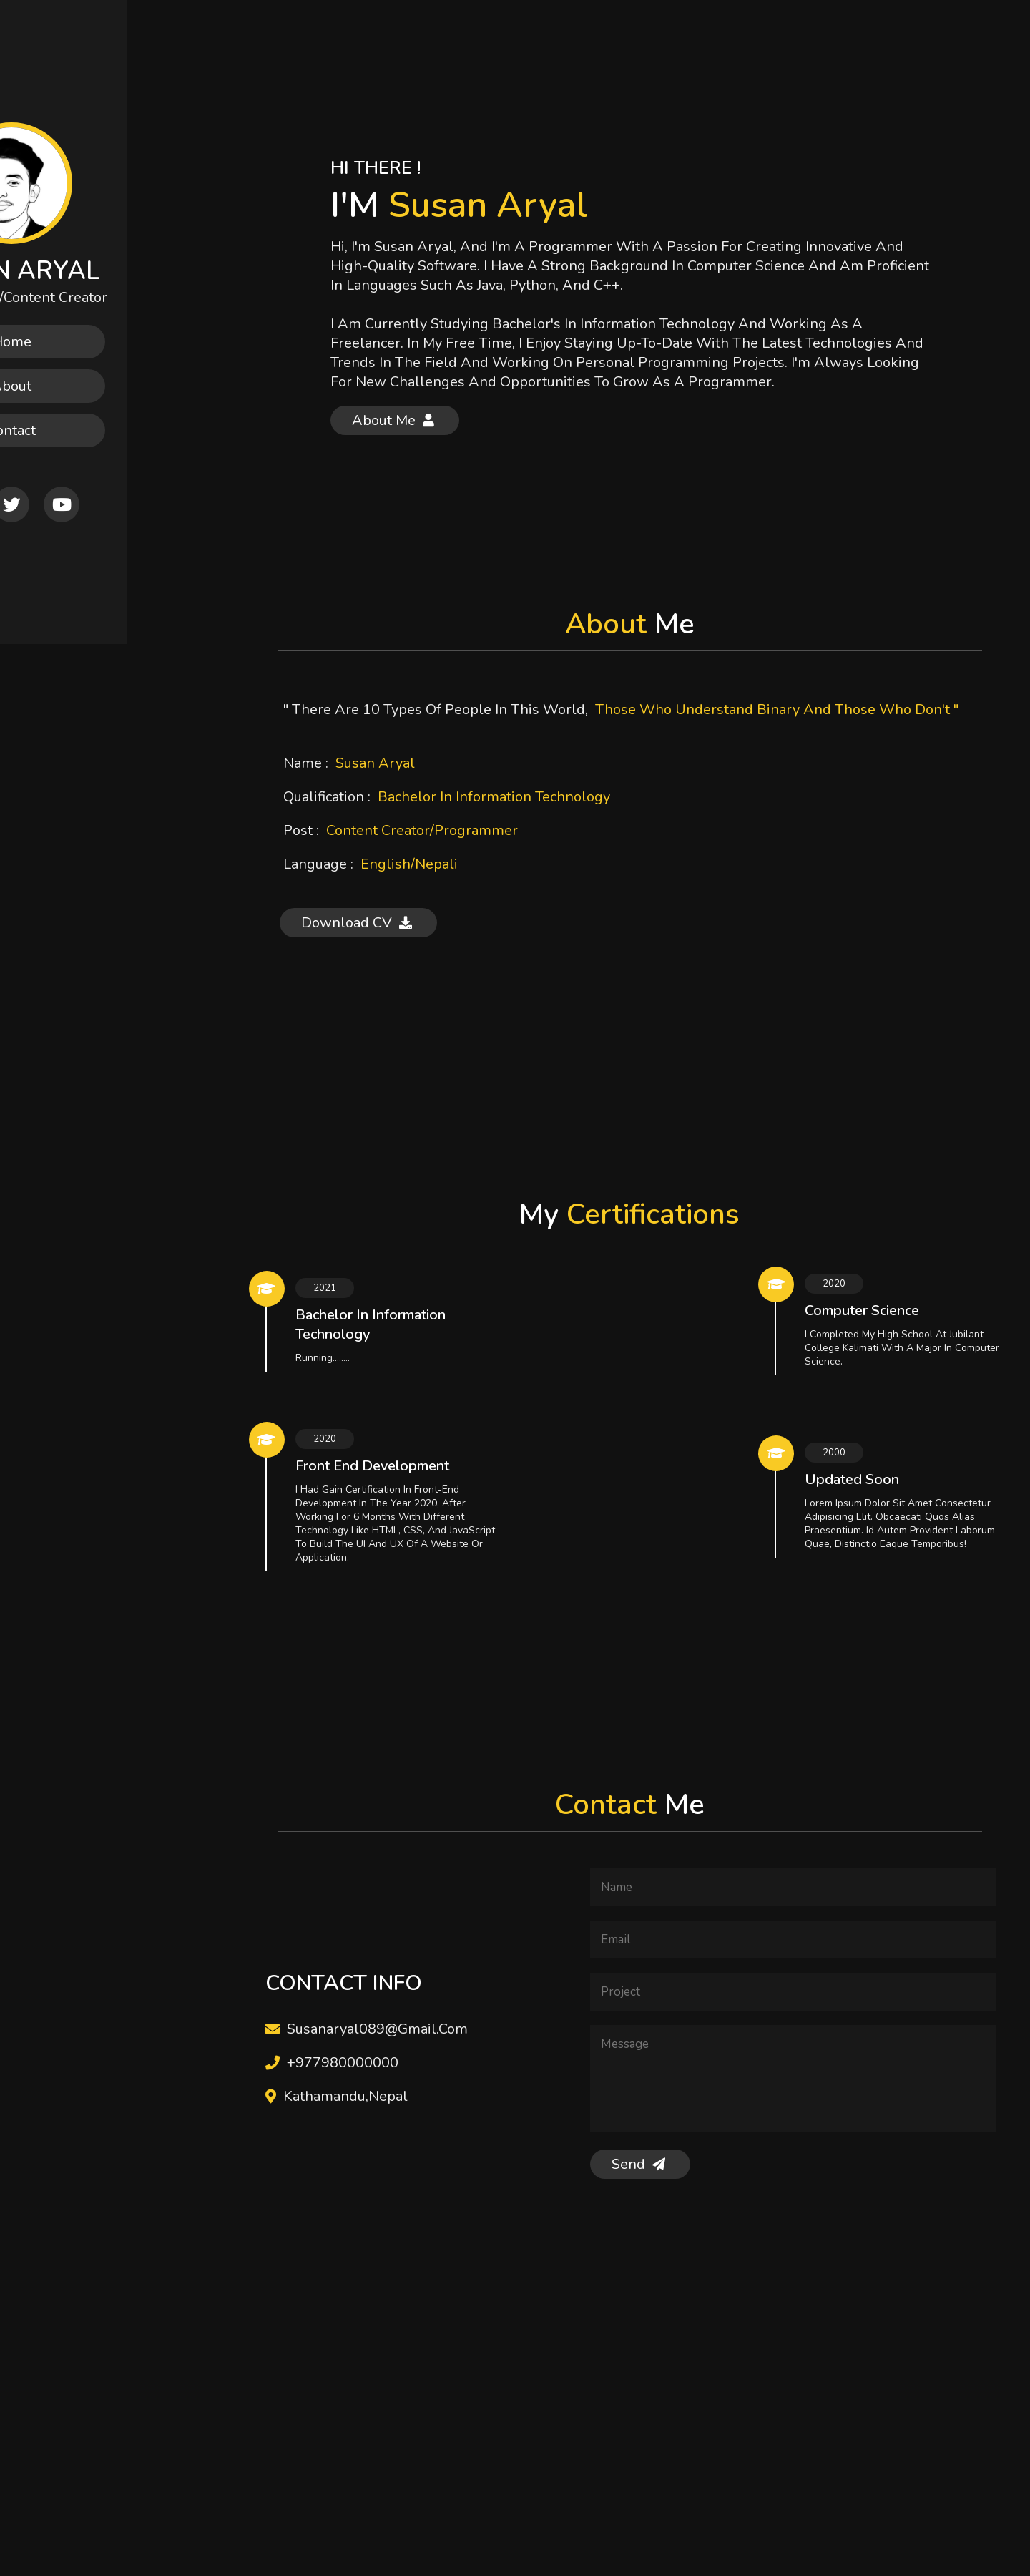 N ARYAL
/Content Creator
Home
About
ontact
HI THERE !
I'M Susan Aryal
Hi, I'm Susan Aryal, And I'm A Programmer With A Passion For Creating Innovative And
High-Quality Software. I Have A Strong Background In Computer Science And Am Proficient
In Languages Such As Java, Python, And C++.
I Am Currently Studying Bachelor's In Information Technology And Working As A
Freelancer. In My Free Time, I Enjoy Staying Up-To-Date With The Latest Technologies And
Trends In The Field And Working On Personal Programming Projects. I'm Always Looking
For New Challenges And Opportunities To Grow As A Programmer.
About Me
About Me
" There Are 10 Types Of People In This World, Those Who Understand Binary And Those Who Don't "
Name : Susan Aryal
Qualification : Bachelor In Information Technology
Post : Content Creator/Programmer
Language : English/Nepali
Download CV
My Certifications
2021
Bachelor In Information
Technology
Running........
2020
Front End Development
I Had Gain Certification In Front-End
Development In The Year 2020, After
Working For 6 Months With Different
Technology Like HTML, CSS, And JavaScript
To Build The UI And UX Of A Website Or
Application.
2020
Computer Science
I Completed My High School At Jubilant
College Kalimati With A Major In Computer
Science.
2000
Updated Soon
Lorem Ipsum Dolor Sit Amet Consectetur
Adipisicing Elit. Obcaecati Quos Alias
Praesentium. Id Autem Provident Laborum
Quae, Distinctio Eaque Temporibus!
Contact Me
CONTACT INFO
Susanaryal089@Gmail.Com
+977980000000
Kathamandu,Nepal
Name
Email
Project
Message
Send